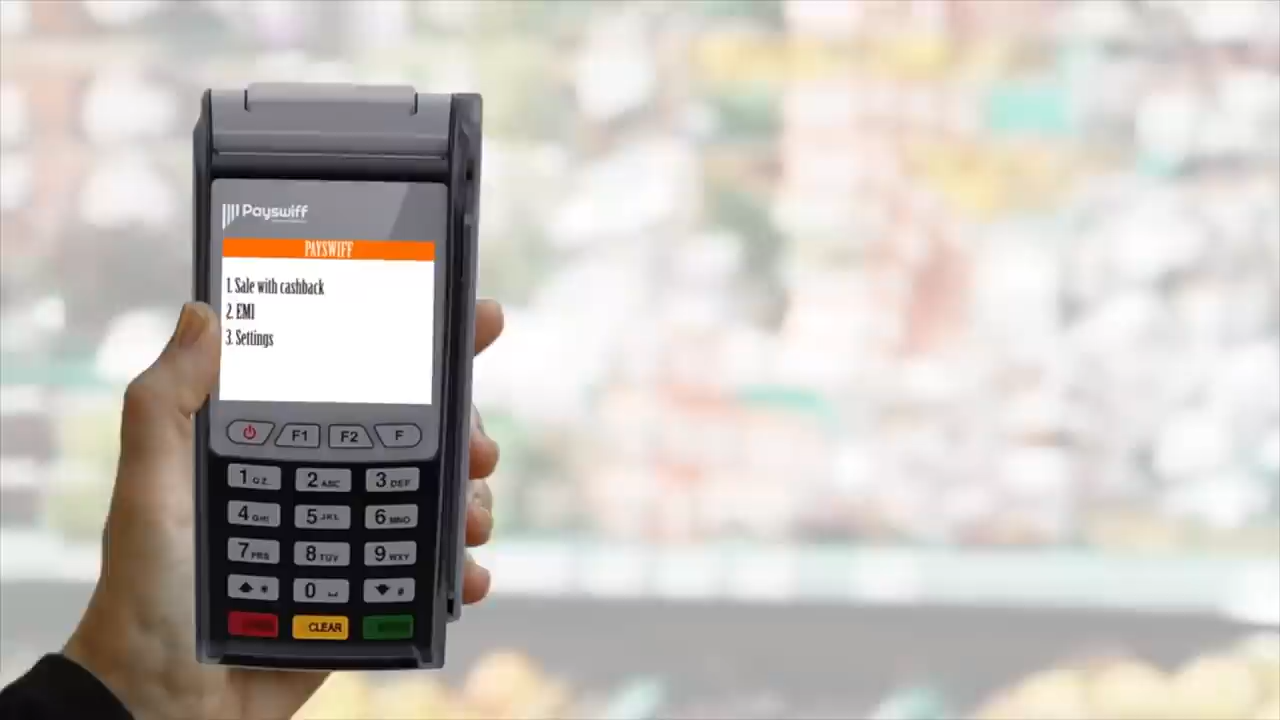 Payswiff
PAYSWIFF
1. Sale with cashback
2. EMI
3. Settings
F1 F2 F
1 QZ 2 ABC 3 DEF
4 GHI 5 JKL 6 MNO
7 PRS 8 TUV 9 WXY
* 0 #
CLEAR